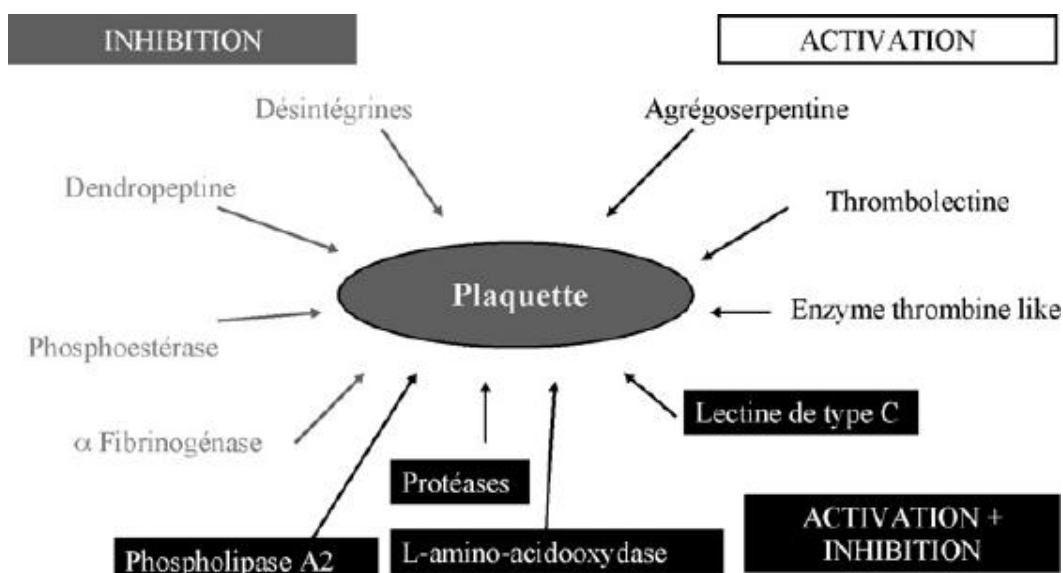 INHIBITION
ACTIVATION
Désintégrines
Agrégoserpentine
Dendropeptine
Thrombolectine
Plaquette
Enzyme thrombine like
Phosphoestérase
Lectine de type C
α Fibrinogénase
Protéases
Phospholipase A2
L-amino-acidooxydase
ACTIVATION +
INHIBITION